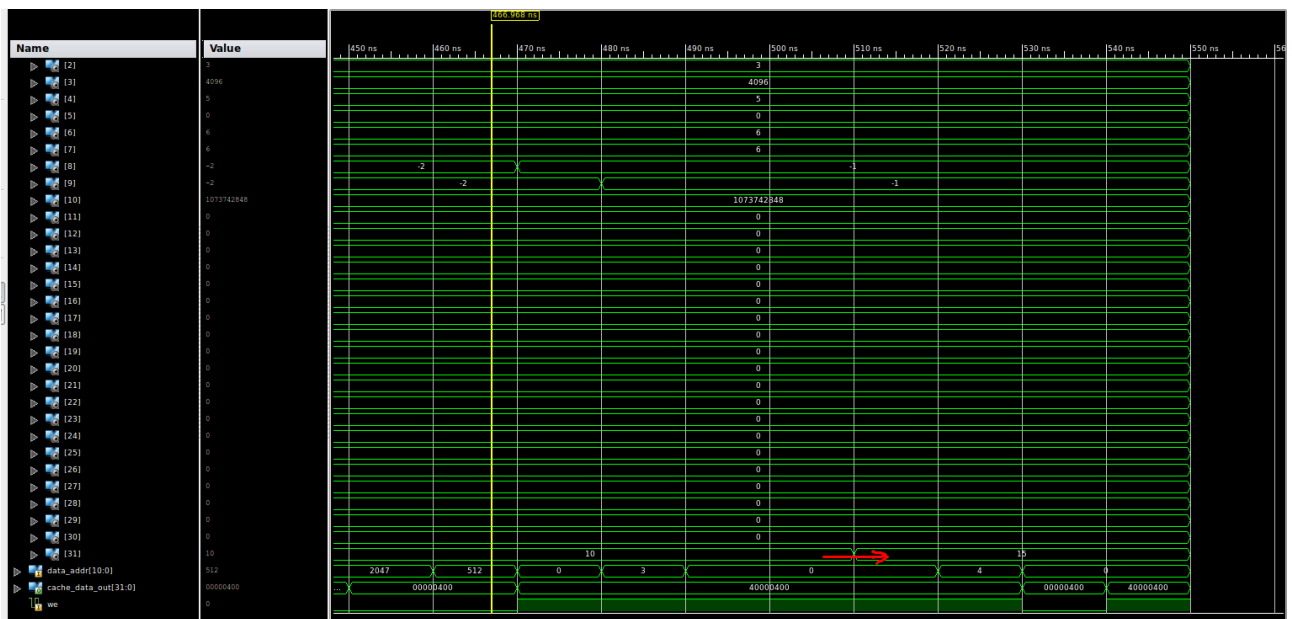 466.968 ns
Name Value 450 ns 460 ns 470 ns 480 ns 490 ns 500 ns 510 ns 520 ns 530 ns 540 ns 550 ns 56
[2] 3 3
[3] 4096 4096
[4] 5 5
[5] 0 0
[6] 6 6
[7] 6 6
[8] -2 -2 -1
[9] -2 -2 -1
[10] 1073742848 1073742848
[11] 0 0
[12] 0 0
[13] 0 0
[14] 0 0
[15] 0 0
[16] 0 0
[17] 0 0
[18] 0 0
[19] 0 0
[20] 0 0
[21] 0 0
[22] 0 0
[23] 0 0
[24] 0 0
[25] 0 0
[26] 0 0
[27] 0 0
[28] 0 0
[29] 0 0
[30] 0 0
[31] 10 10 15
data_addr[10:0] 512 2047 512 0 3 0 4 0
cache_data_out[31:0] 00000400 ... 00000400 40000400 00000400 40000400
we 0